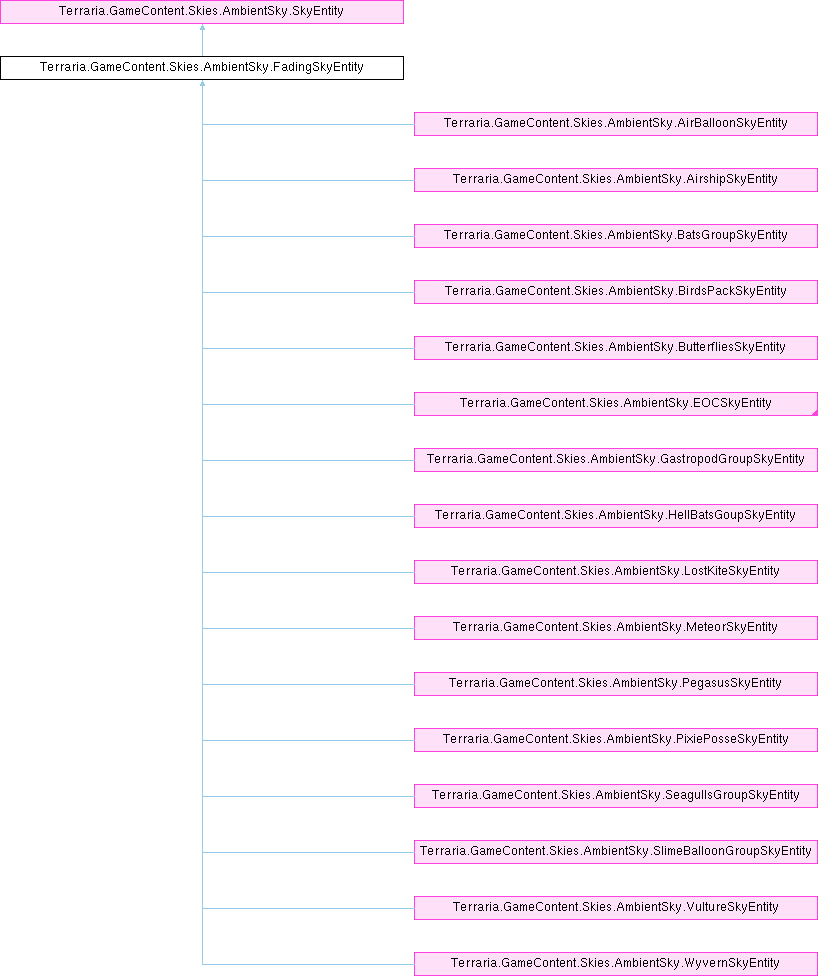 Terraria.GameContent.Skies.AmbientSky.SkyEntity
Terraria.GameContent.Skies.AmbientSky.FadingSkyEntity
Terraria.GameContent.Skies.AmbientSky.AirBalloonSkyEntity
Terraria.GameContent.Skies.AmbientSky.AirshipSkyEntity
Terraria.GameContent.Skies.AmbientSky.BatsGroupSkyEntity
Terraria.GameContent.Skies.AmbientSky.BirdsPackSkyEntity
Terraria.GameContent.Skies.AmbientSky.ButterfliesSkyEntity
Terraria.GameContent.Skies.AmbientSky.EOCSkyEntity
Terraria.GameContent.Skies.AmbientSky.GastropodGroupSkyEntity
Terraria.GameContent.Skies.AmbientSky.HellBatsGoupSkyEntity
Terraria.GameContent.Skies.AmbientSky.LostKiteSkyEntity
Terraria.GameContent.Skies.AmbientSky.MeteorSkyEntity
Terraria.GameContent.Skies.AmbientSky.PegasusSkyEntity
Terraria.GameContent.Skies.AmbientSky.PixiePosseSkyEntity
Terraria.GameContent.Skies.AmbientSky.SeagullsGroupSkyEntity
Terraria.GameContent.Skies.AmbientSky.SlimeBalloonGroupSkyEntity
Terraria.GameContent.Skies.AmbientSky.VultureSkyEntity
Terraria.GameContent.Skies.AmbientSky.WyvernSkyEntity